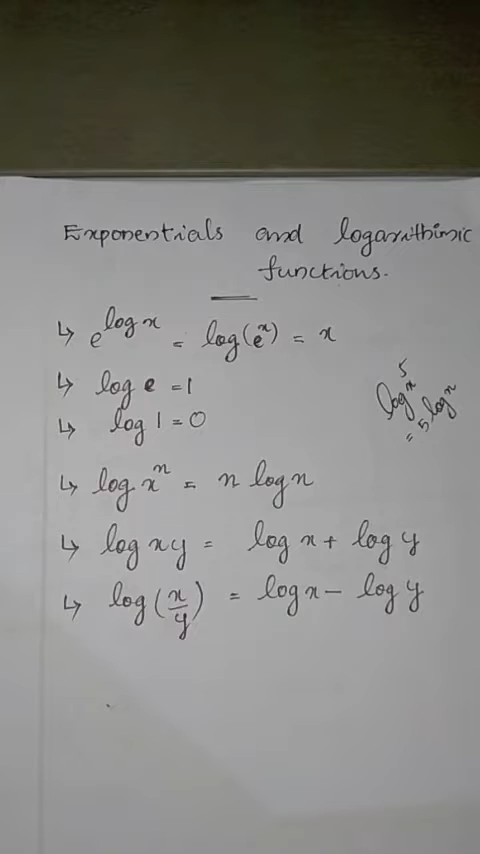 Exponentials and logarithimic
functions.
↳ e^{log x} = log(e^x) = x
↳ log e = 1
↳ log 1 = 0
log x^5
= 5 log x
↳ log x^n = n log x
↳ log xy = log x + log y
↳ log(x/y) = log x - log y